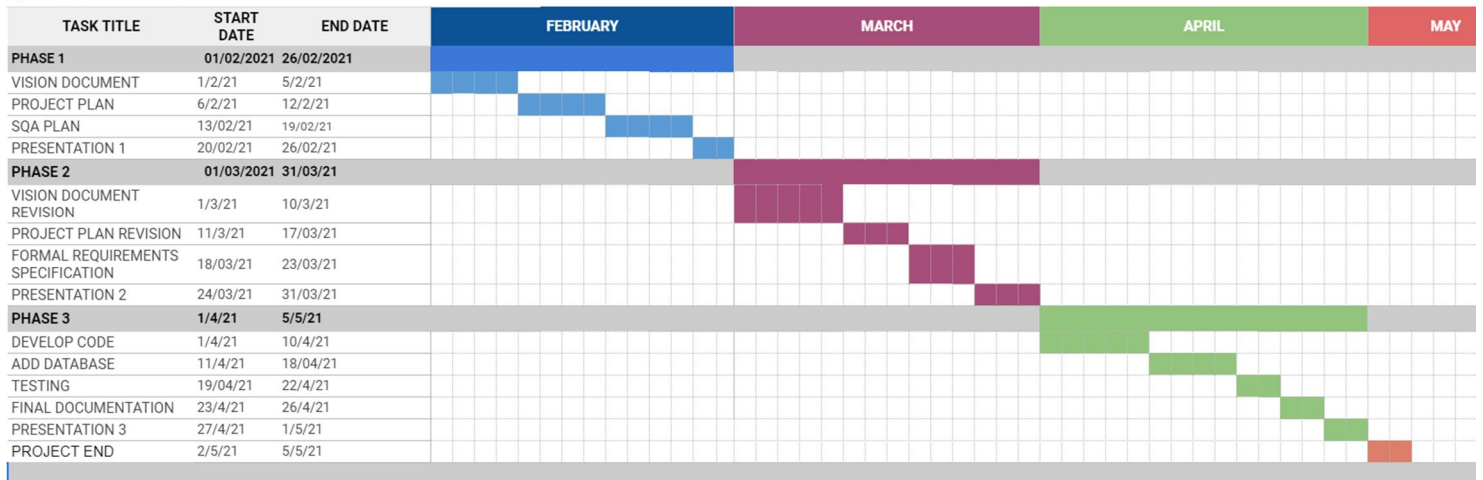 TASK TITLE START DATE END DATE FEBRUARY MARCH APRIL MAY
PHASE 1 01/02/2021 26/02/2021
VISION DOCUMENT 1/2/21 5/2/21
PROJECT PLAN 6/2/21 12/2/21
SQA PLAN 13/02/21 19/02/21
PRESENTATION 1 20/02/21 26/02/21
PHASE 2 01/03/2021 31/03/21
VISION DOCUMENT REVISION 1/3/21 10/3/21
PROJECT PLAN REVISION 11/3/21 17/03/21
FORMAL REQUIREMENTS SPECIFICATION 18/03/21 23/03/21
PRESENTATION 2 24/03/21 31/03/21
PHASE 3 1/4/21 5/5/21
DEVELOP CODE 1/4/21 10/4/21
ADD DATABASE 11/4/21 18/04/21
TESTING 19/04/21 22/4/21
FINAL DOCUMENTATION 23/4/21 26/4/21
PRESENTATION 3 27/4/21 1/5/21
PROJECT END 2/5/21 5/5/21